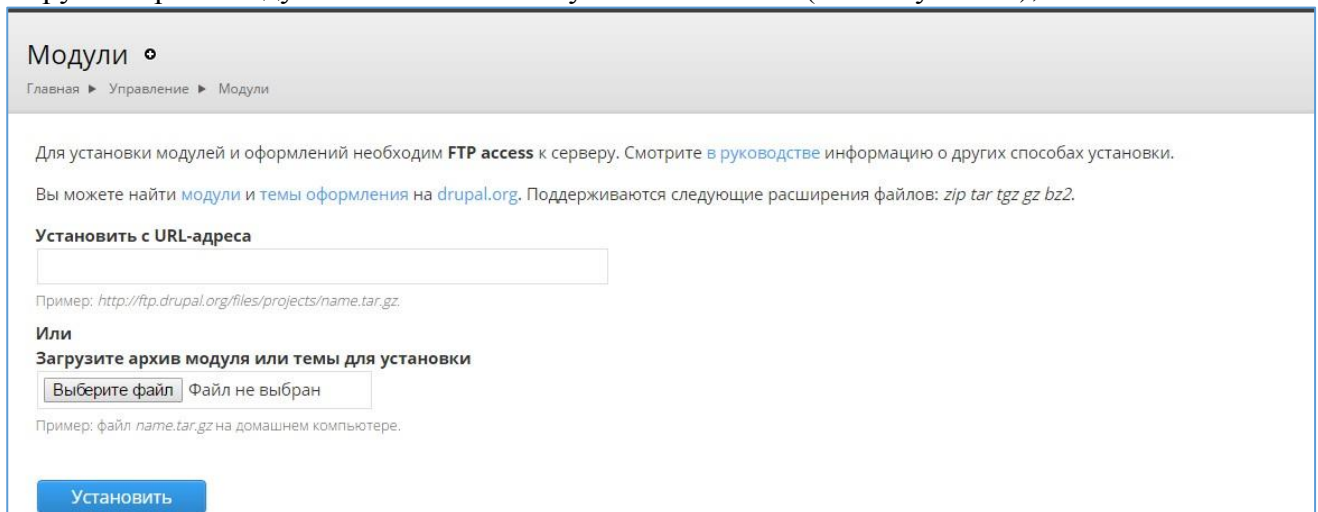 Модули
Главная ► Управление ► Модули
Для установки модулей и оформлений необходим FTP access к серверу. Смотрите в руководстве информацию о других способах установки.
Вы можете найти модули и темы оформления на drupal.org. Поддерживаются следующие расширения файлов: zip tar tgz gz bz2.
Установить с URL-адреса
Пример: http://ftp.drupal.org/files/projects/name.tar.gz.
Или
Загрузите архив модуля или темы для установки
Выберите файл Файл не выбран
Пример: файл name.tar.gz на домашнем компьютере.
Установить